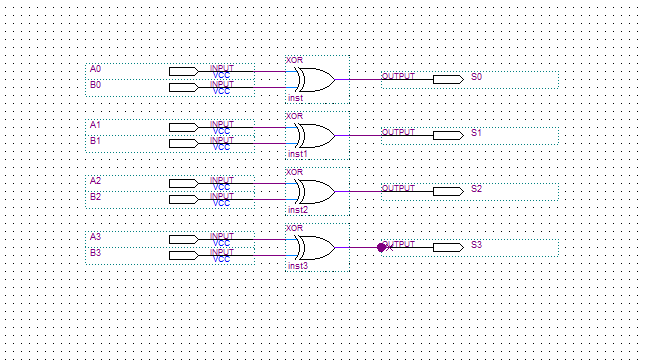 XOR
A0 INPUT VCC OUTPUT S0
B0 INPUT VCC
inst
XOR
A1 INPUT VCC OUTPUT S1
B1 INPUT VCC
inst1
XOR
A2 INPUT VCC OUTPUT S2
B2 INPUT VCC
inst2
XOR
A3 INPUT VCC OUTPUT S3
B3 INPUT VCC
inst3